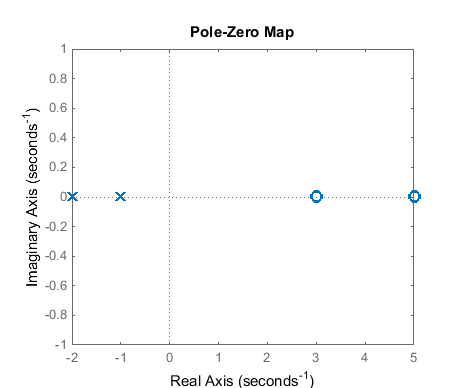 Pole-Zero Map
Imaginary Axis (seconds⁻¹)
1
0.8
0.6
0.4
0.2
0
-0.2
-0.4
-0.6
-0.8
-1
-2 -1 0 1 2 3 4 5
Real Axis (seconds⁻¹)